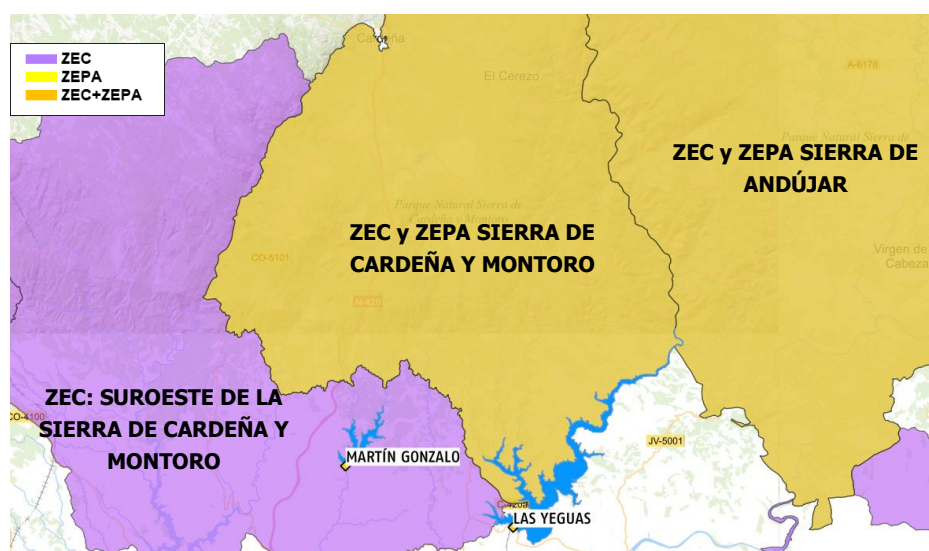 Cardeña
ZEC
ZEPA
ZEC+ZEPA
El Cerezo
A-6178
Parque Natural Sierra de
ZEC y ZEPA SIERRA DE
ANDÚJAR
Parque Natural Sierra de
Cardeña y Montoro
ZEC y ZEPA SIERRA DE
CARDEÑA Y MONTORO
CO-5101
Virgen de
Cabeza
N-420
ZEC: SUROESTE DE LA
SIERRA DE CARDEÑA Y
MONTORO
CO-4100
MARTÍN GONZALO
JV-5001
LAS YEGUAS